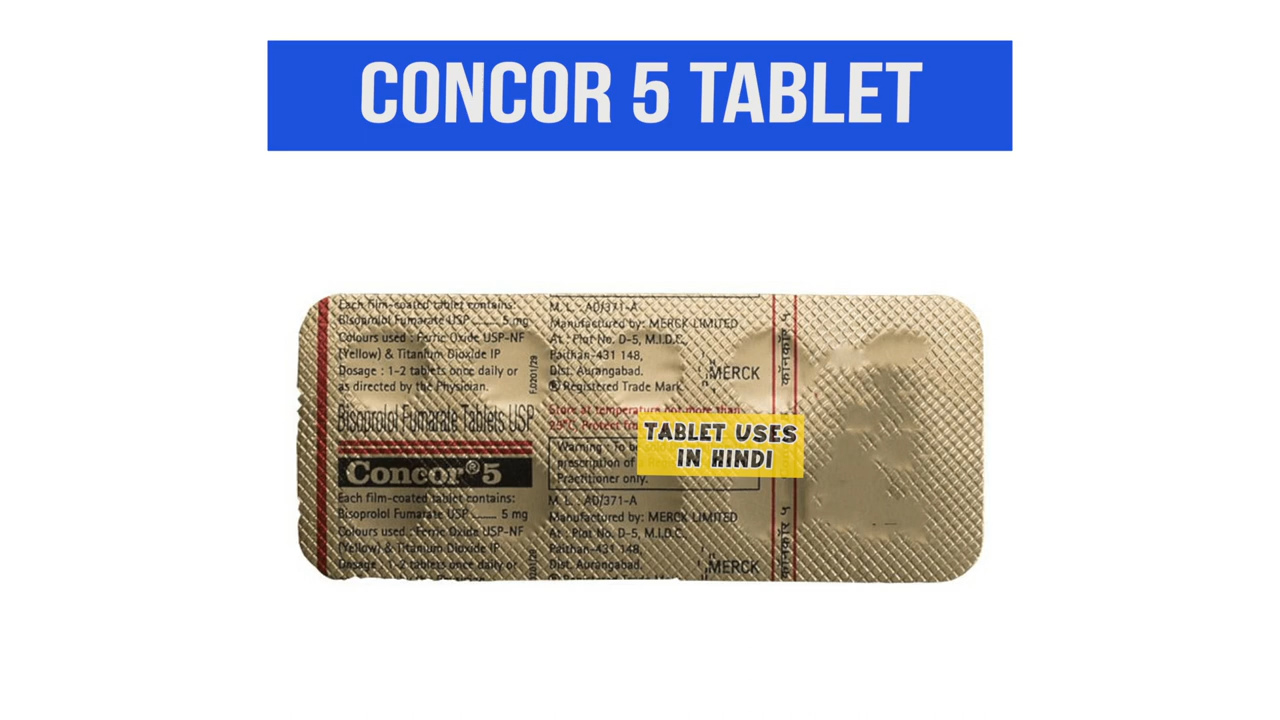 CONCOR 5 TABLET
Each film-coated tablet contains:
Bisoprolol Fumarate USP ........ 5 mg
Colours used : Ferric Oxide USP-NF
(Yellow) & Titanium Dioxide IP
Dosage : 1-2 tablets once daily or
as directed by the Physician.
F.0201/29
Bisoprolol Fumarate Tablets USP
Concor® 5
Each film-coated tablet contains:
Bisoprolol Fumarate USP ........ 5 mg
Colours used : Ferric Oxide USP-NF
(Yellow) & Titanium Dioxide IP
Dosage : 1-2 tablets once daily or
M. L. : AD/371-A
Manufactured by: MERCK LIMITED
At : Plot No. D-5, M.I.D.C.,
Paithan-431 148,
Dist. Aurangabad.
® Registered Trade Mark
MERCK
Store at temperature not more than
25°C, Protect
Warning : To
prescription of
Practitioner only.
TABLET USES
IN HINDI
M. L. : AD/371-A
Manufactured by: MERCK LIMITED
At : Plot No. D-5, M.I.D.C.,
Paithan-431 148,
Dist. Aurangabad.
MERCK
कॉनकॉर ५
कॉनकॉर ५